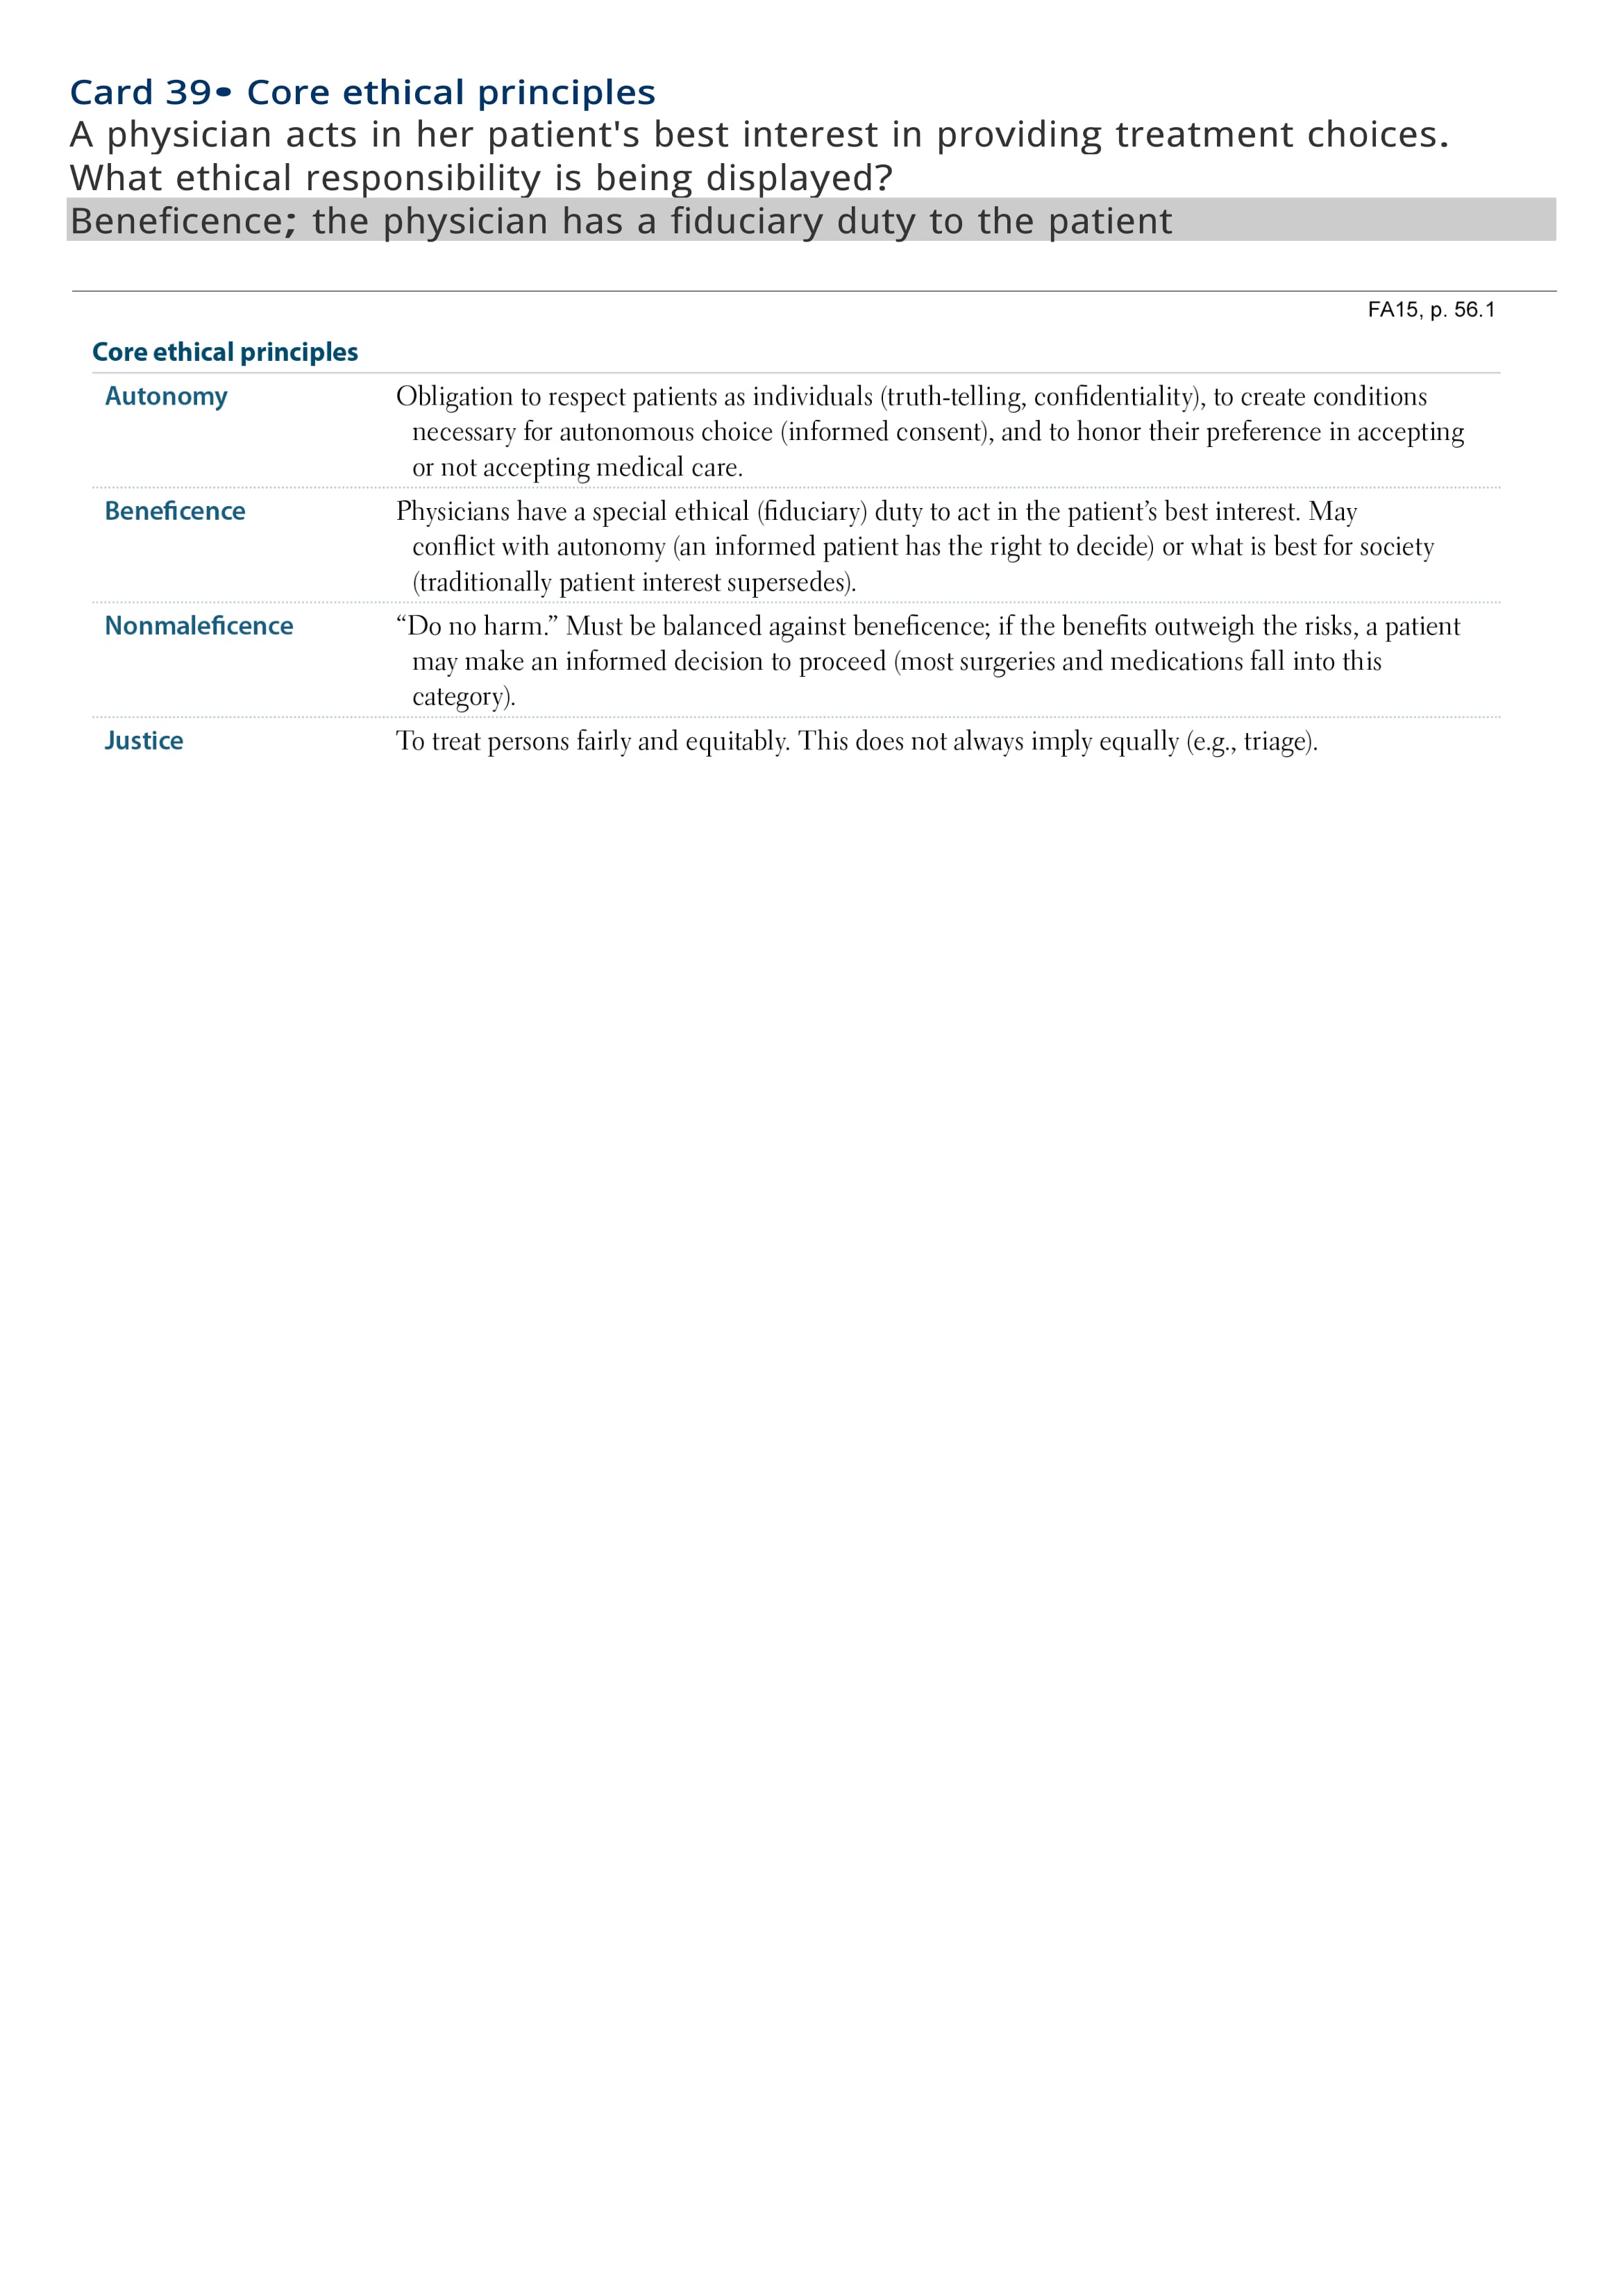 Card 39• Core ethical principles
A physician acts in her patient's best interest in providing treatment choices.
What ethical responsibility is being displayed?
Beneficence; the physician has a fiduciary duty to the patient
FA15, p. 56.1
Core ethical principles
Autonomy Obligation to respect patients as individuals (truth-telling, confidentiality), to create conditions
necessary for autonomous choice (informed consent), and to honor their preference in accepting
or not accepting medical care.
Beneficence Physicians have a special ethical (fiduciary) duty to act in the patient’s best interest. May
conflict with autonomy (an informed patient has the right to decide) or what is best for society
(traditionally patient interest supersedes).
Nonmaleficence “Do no harm.” Must be balanced against beneficence; if the benefits outweigh the risks, a patient
may make an informed decision to proceed (most surgeries and medications fall into this
category).
Justice To treat persons fairly and equitably. This does not always imply equally (e.g., triage).